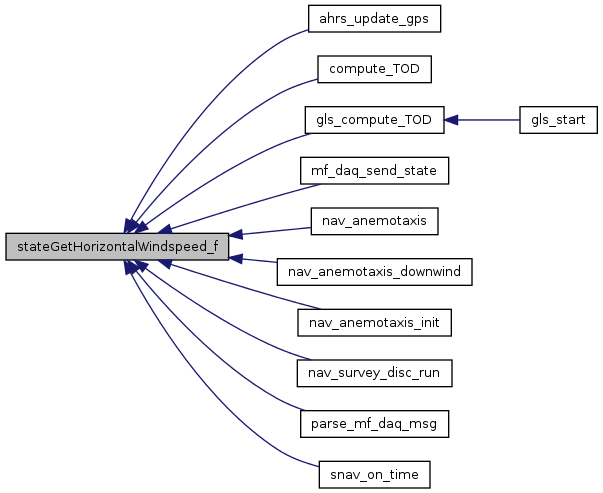 ahrs_update_gps
compute_TOD
gls_compute_TOD
gls_start
mf_daq_send_state
nav_anemotaxis
stateGetHorizontalWindspeed_f
nav_anemotaxis_downwind
nav_anemotaxis_init
nav_survey_disc_run
parse_mf_daq_msg
snav_on_time